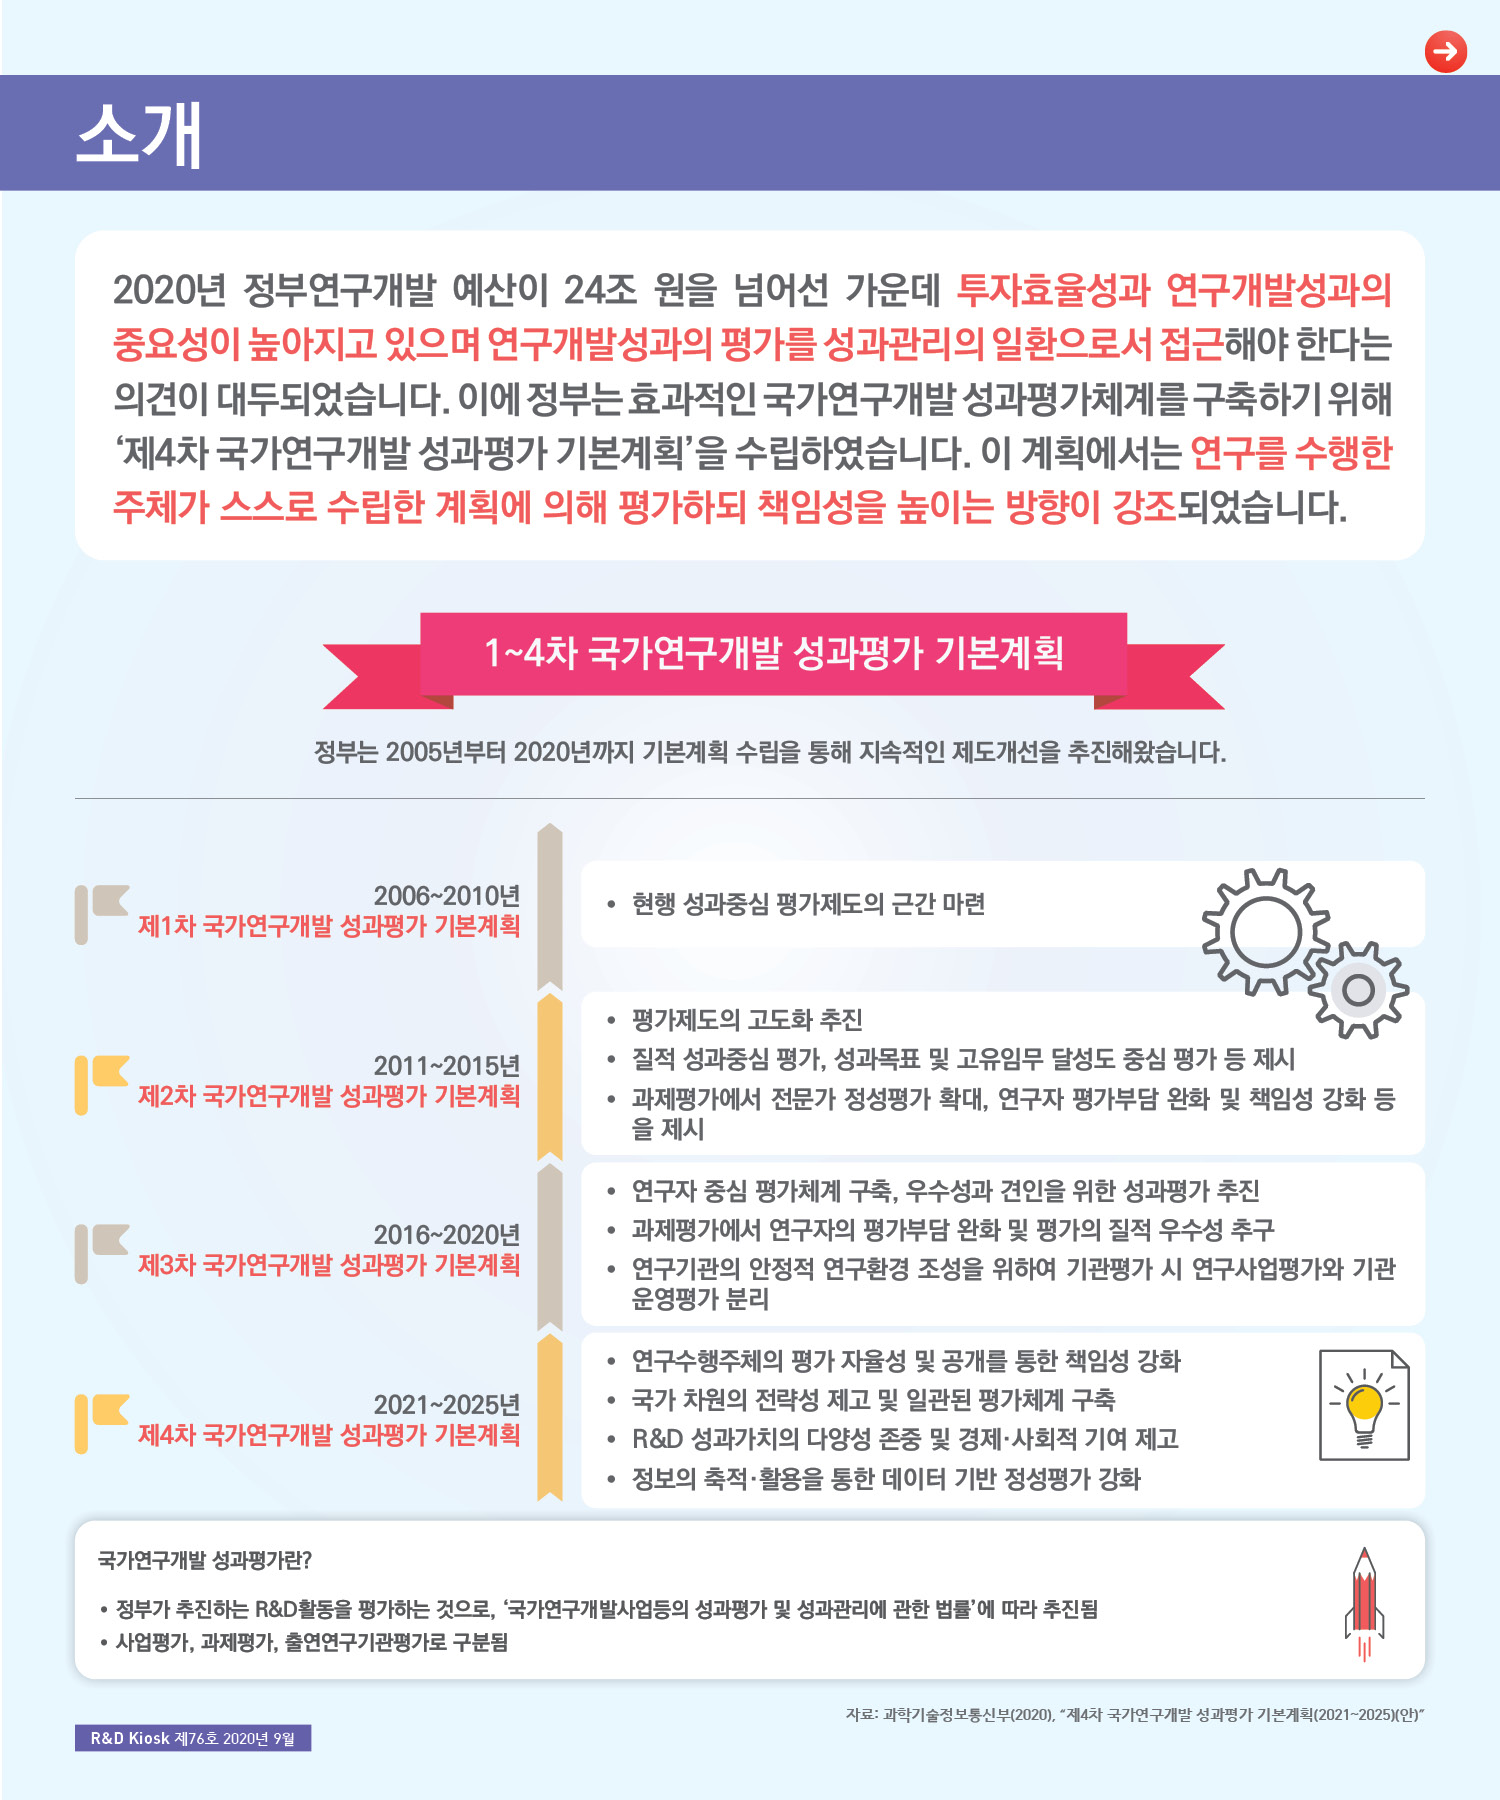 소개
2020년 정부연구개발 예산이 24조 원을 넘어선 가운데 투자효율성과 연구개발성과의
중요성이 높아지고 있으며 연구개발성과의 평가를 성과관리의 일환으로서 접근해야 한다는
의견이 대두되었습니다. 이에 정부는 효과적인 국가연구개발 성과평가체계를 구축하기 위해
‘제4차 국가연구개발 성과평가 기본계획’을 수립하였습니다. 이 계획에서는 연구를 수행한
주체가 스스로 수립한 계획에 의해 평가하되 책임성을 높이는 방향이 강조되었습니다.
1~4차 국가연구개발 성과평가 기본계획
정부는 2005년부터 2020년까지 기본계획 수립을 통해 지속적인 제도개선을 추진해왔습니다.
2006~2010년
제1차 국가연구개발 성과평가 기본계획
• 현행 성과중심 평가제도의 근간 마련
2011~2015년
제2차 국가연구개발 성과평가 기본계획
• 평가제도의 고도화 추진
• 질적 성과중심 평가, 성과목표 및 고유임무 달성도 중심 평가 등 제시
• 과제평가에서 전문가 정성평가 확대, 연구자 평가부담 완화 및 책임성 강화 등
을 제시
2016~2020년
제3차 국가연구개발 성과평가 기본계획
• 연구자 중심 평가체계 구축, 우수성과 견인을 위한 성과평가 추진
• 과제평가에서 연구자의 평가부담 완화 및 평가의 질적 우수성 추구
• 연구기관의 안정적 연구환경 조성을 위하여 기관평가 시 연구사업평가와 기관
운영평가 분리
2021~2025년
제4차 국가연구개발 성과평가 기본계획
• 연구수행주체의 평가 자율성 및 공개를 통한 책임성 강화
• 국가 차원의 전략성 제고 및 일관된 평가체계 구축
• R&D 성과가치의 다양성 존중 및 경제·사회적 기여 제고
• 정보의 축적·활용을 통한 데이터 기반 정성평가 강화
국가연구개발 성과평가란?
• 정부가 추진하는 R&D활동을 평가하는 것으로, ‘국가연구개발사업등의 성과평가 및 성과관리에 관한 법률’에 따라 추진됨
• 사업평가, 과제평가, 출연연구기관평가로 구분됨
자료: 과학기술정보통신부(2020), “제4차 국가연구개발 성과평가 기본계획(2021~2025)(안)”
R&D Kiosk 제76호 2020년 9월